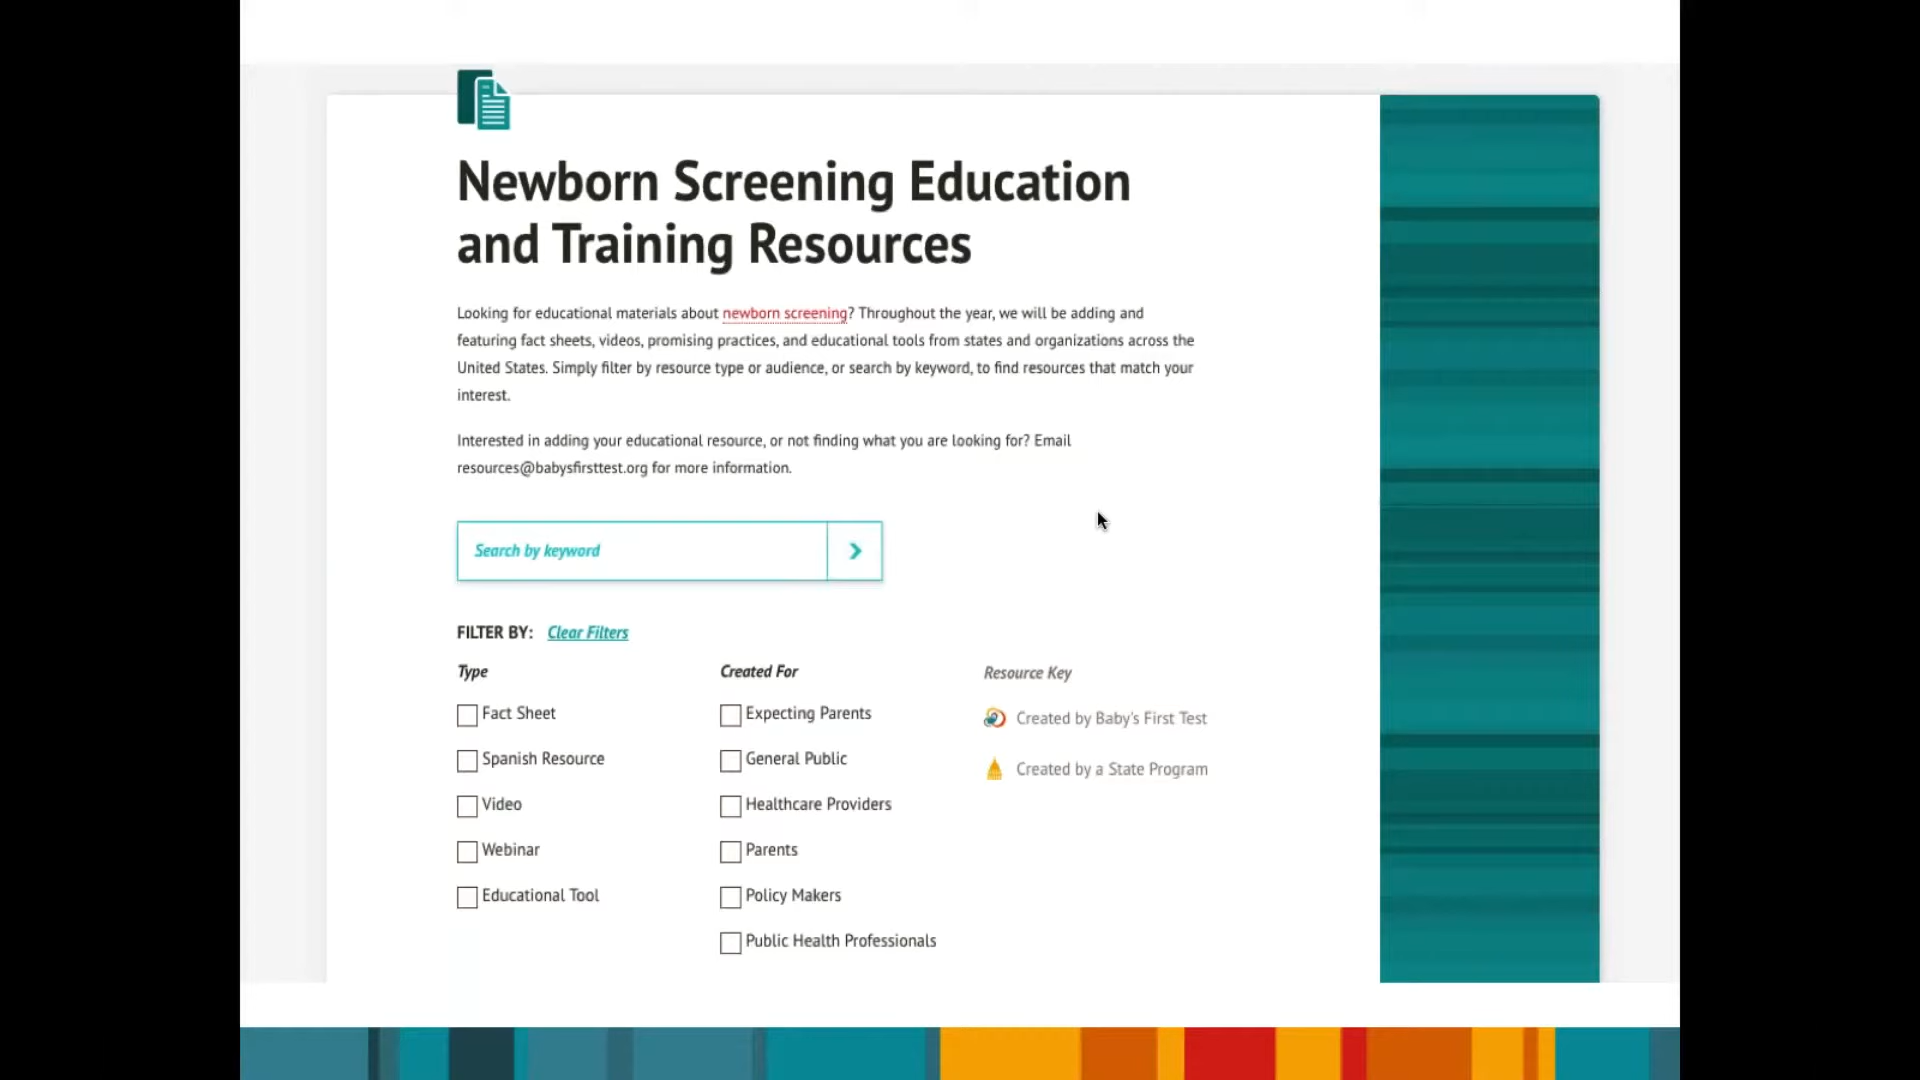 Newborn Screening Education
and Training Resources
Looking for educational materials about newborn screening? Throughout the year, we will be adding and
featuring fact sheets, videos, promising practices, and educational tools from states and organizations across the
United States. Simply filter by resource type or audience, or search by keyword, to find resources that match your
interest.
Interested in adding your educational resource, or not finding what you are looking for? Email
resources@babysfirsttest.org for more information.
Search by keyword
FILTER BY: Clear Filters
Type
Fact Sheet
Spanish Resource
Video
Webinar
Educational Tool
Created For
Expecting Parents
General Public
Healthcare Providers
Parents
Policy Makers
Public Health Professionals
Resource Key
Created by Baby's First Test
Created by a State Program